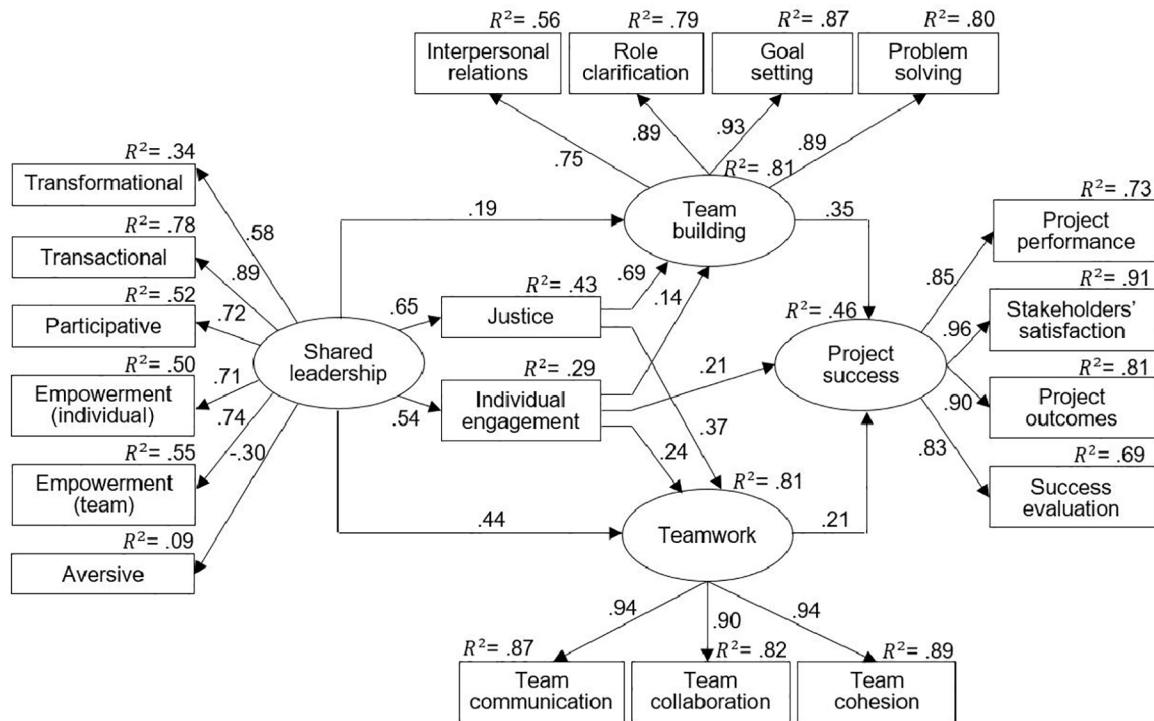 R²= .56
R²= .79
R²= .87
R²= .80
Interpersonal
relations
Role
clarification
Goal
setting
Problem
solving
.75
.89
.93
.89
R²= .81
Team
building
R²= .34
Transformational
R²= .78
Transactional
R²= .52
Participative
R²= .50
Empowerment
(individual)
R²= .55
Empowerment
(team)
R²= .09
Aversive
.58
.89
.72
.71
.74
-.30
Shared
leadership
.19
.65
.54
.44
R²= .43
Justice
R²= .29
Individual
engagement
.69
.14
.21
.37
.24
.35
R²= .46
Project
success
.21
R²= .81
Teamwork
.85
.96
.90
.83
R²= .73
Project
performance
R²= .91
Stakeholders'
satisfaction
R²= .81
Project
outcomes
R²= .69
Success
evaluation
.94
.90
.94
R²= .87
R²= .82
R²= .89
Team
communication
Team
collaboration
Team
cohesion